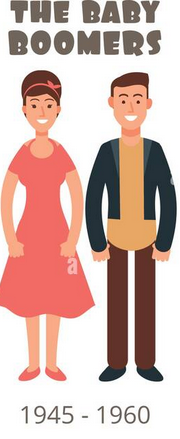 THE BABY
BOOMERS
a
1945 - 1960